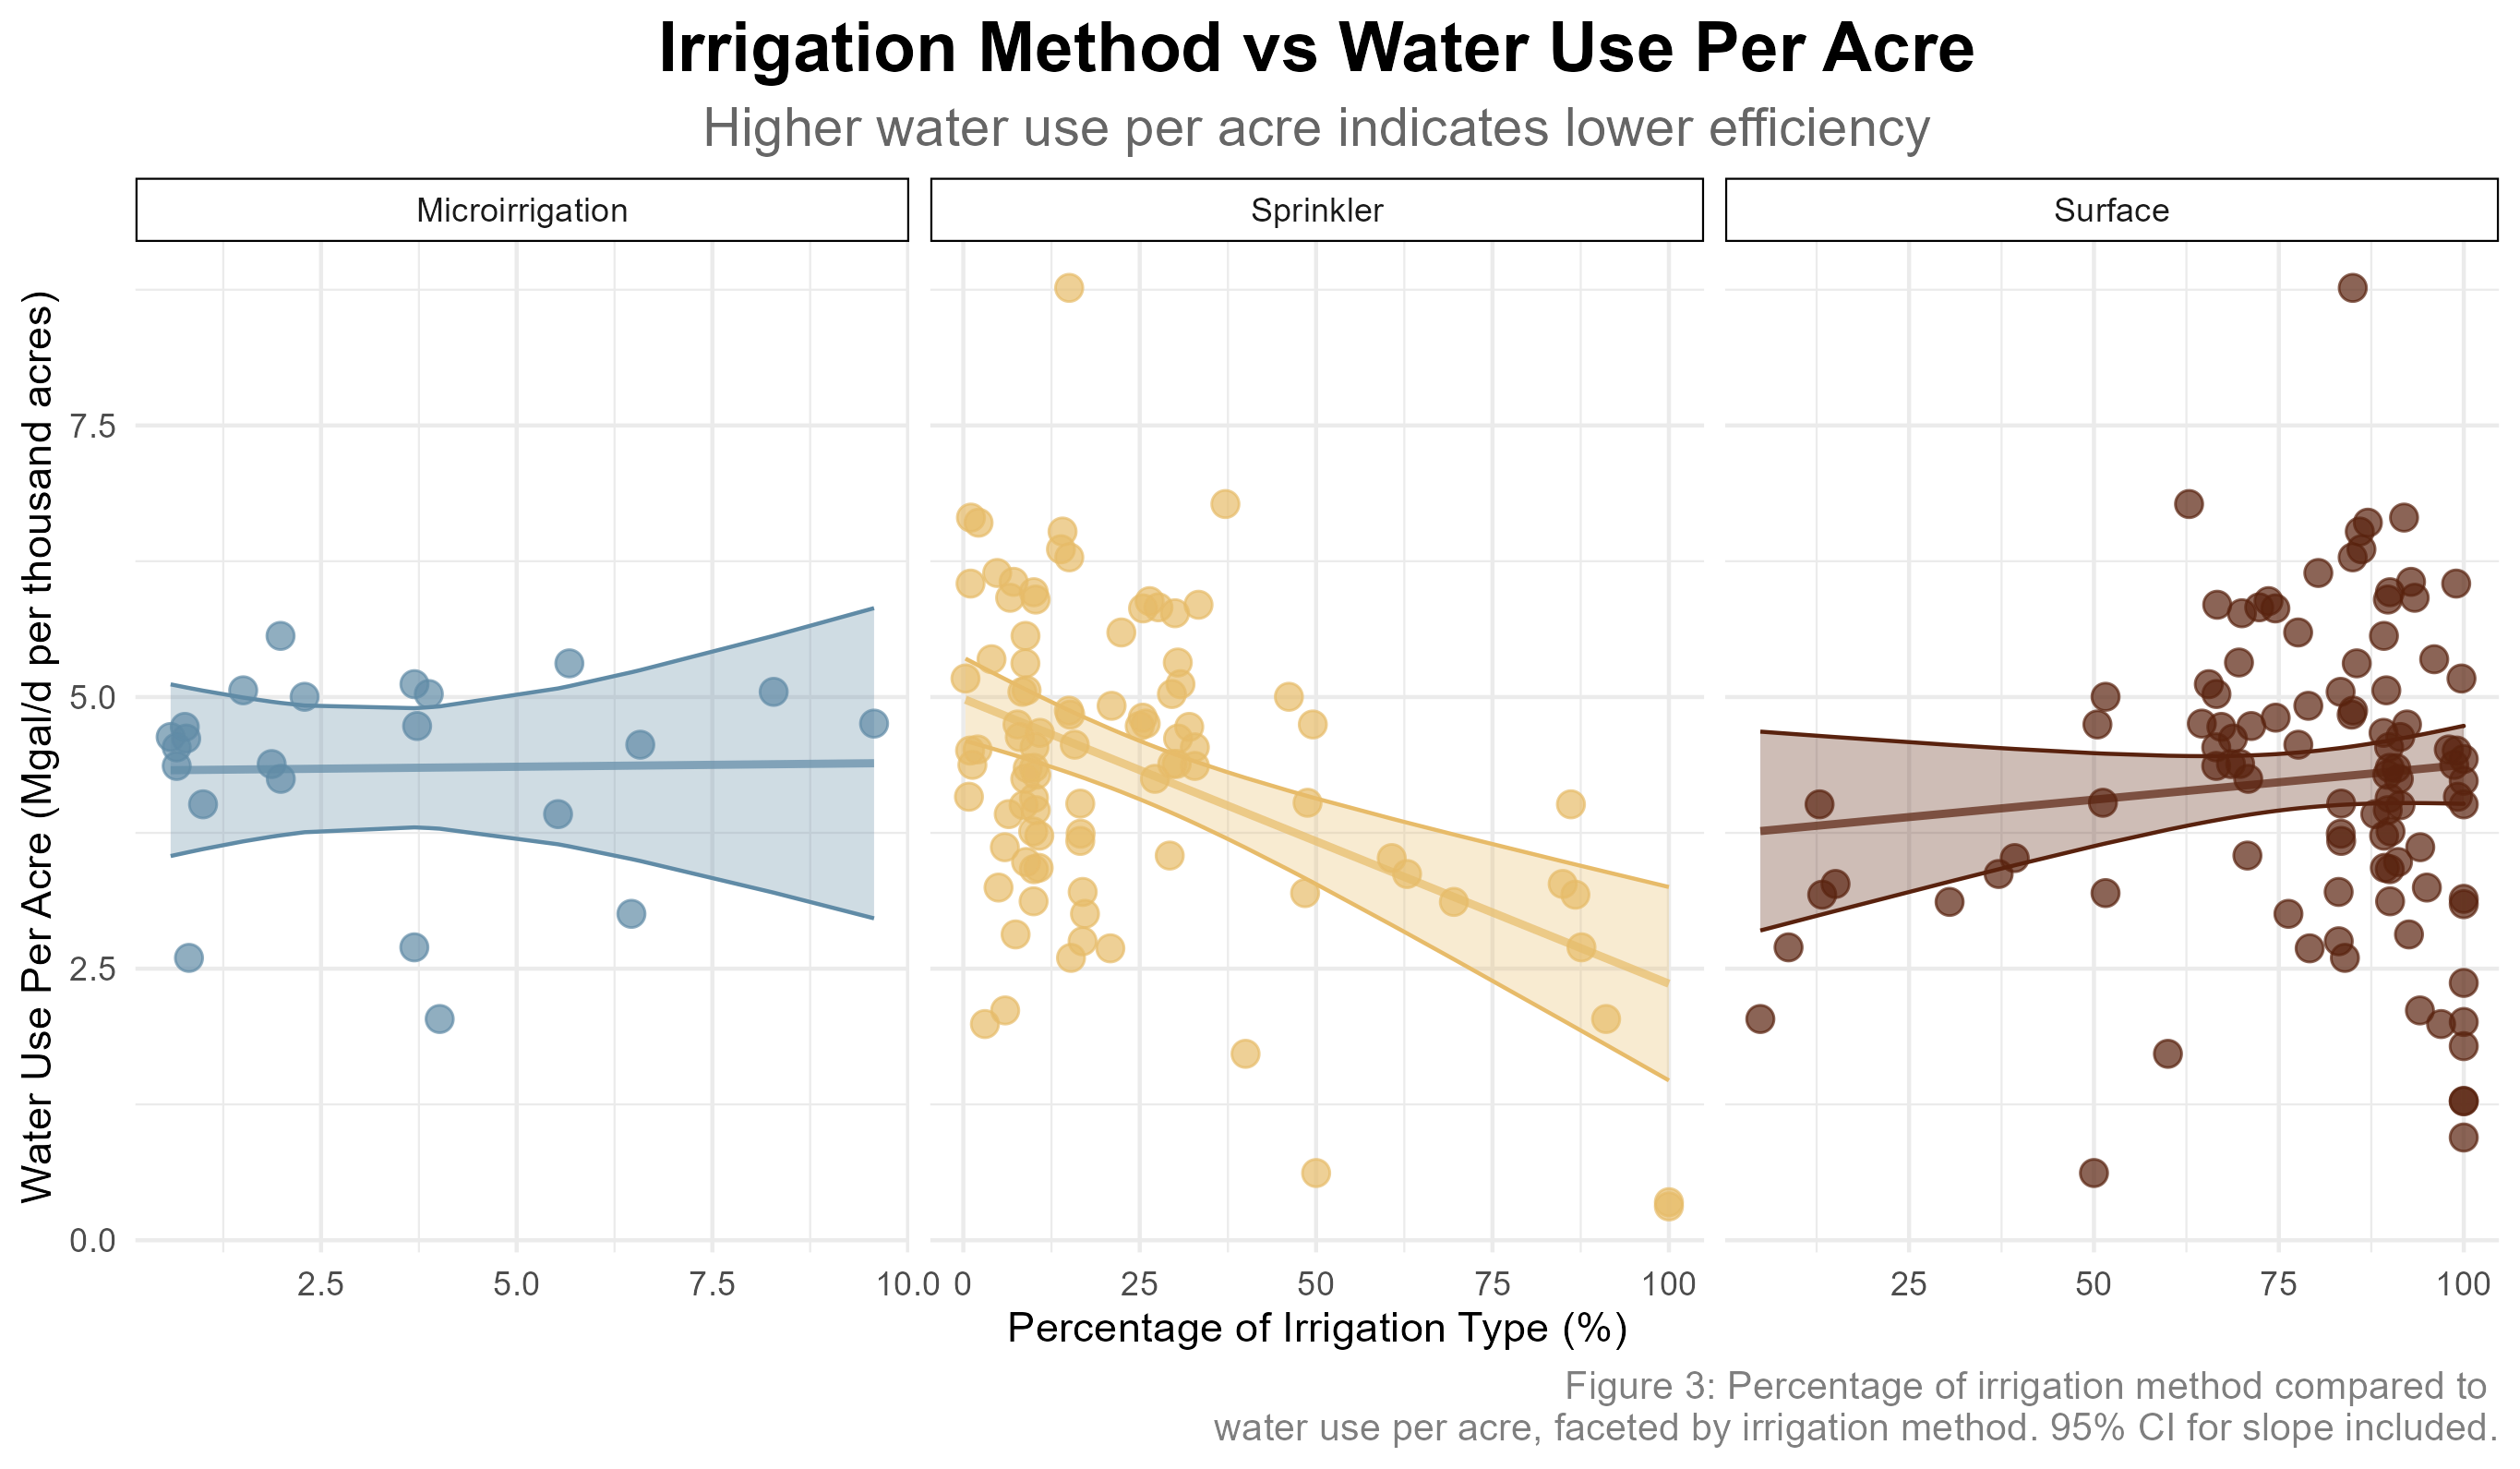 Irrigation Method vs Water Use Per Acre
Higher water use per acre indicates lower efficiency
Microirrigation
Sprinkler
Surface
Water Use Per Acre (Mgal/d per thousand acres)
7.5
5.0
2.5
0.0
2.5 5.0 7.5 10.0
0 25 50 75 100
25 50 75 100
Percentage of Irrigation Type (%)
Figure 3: Percentage of irrigation method compared to
water use per acre, faceted by irrigation method. 95% CI for slope included.